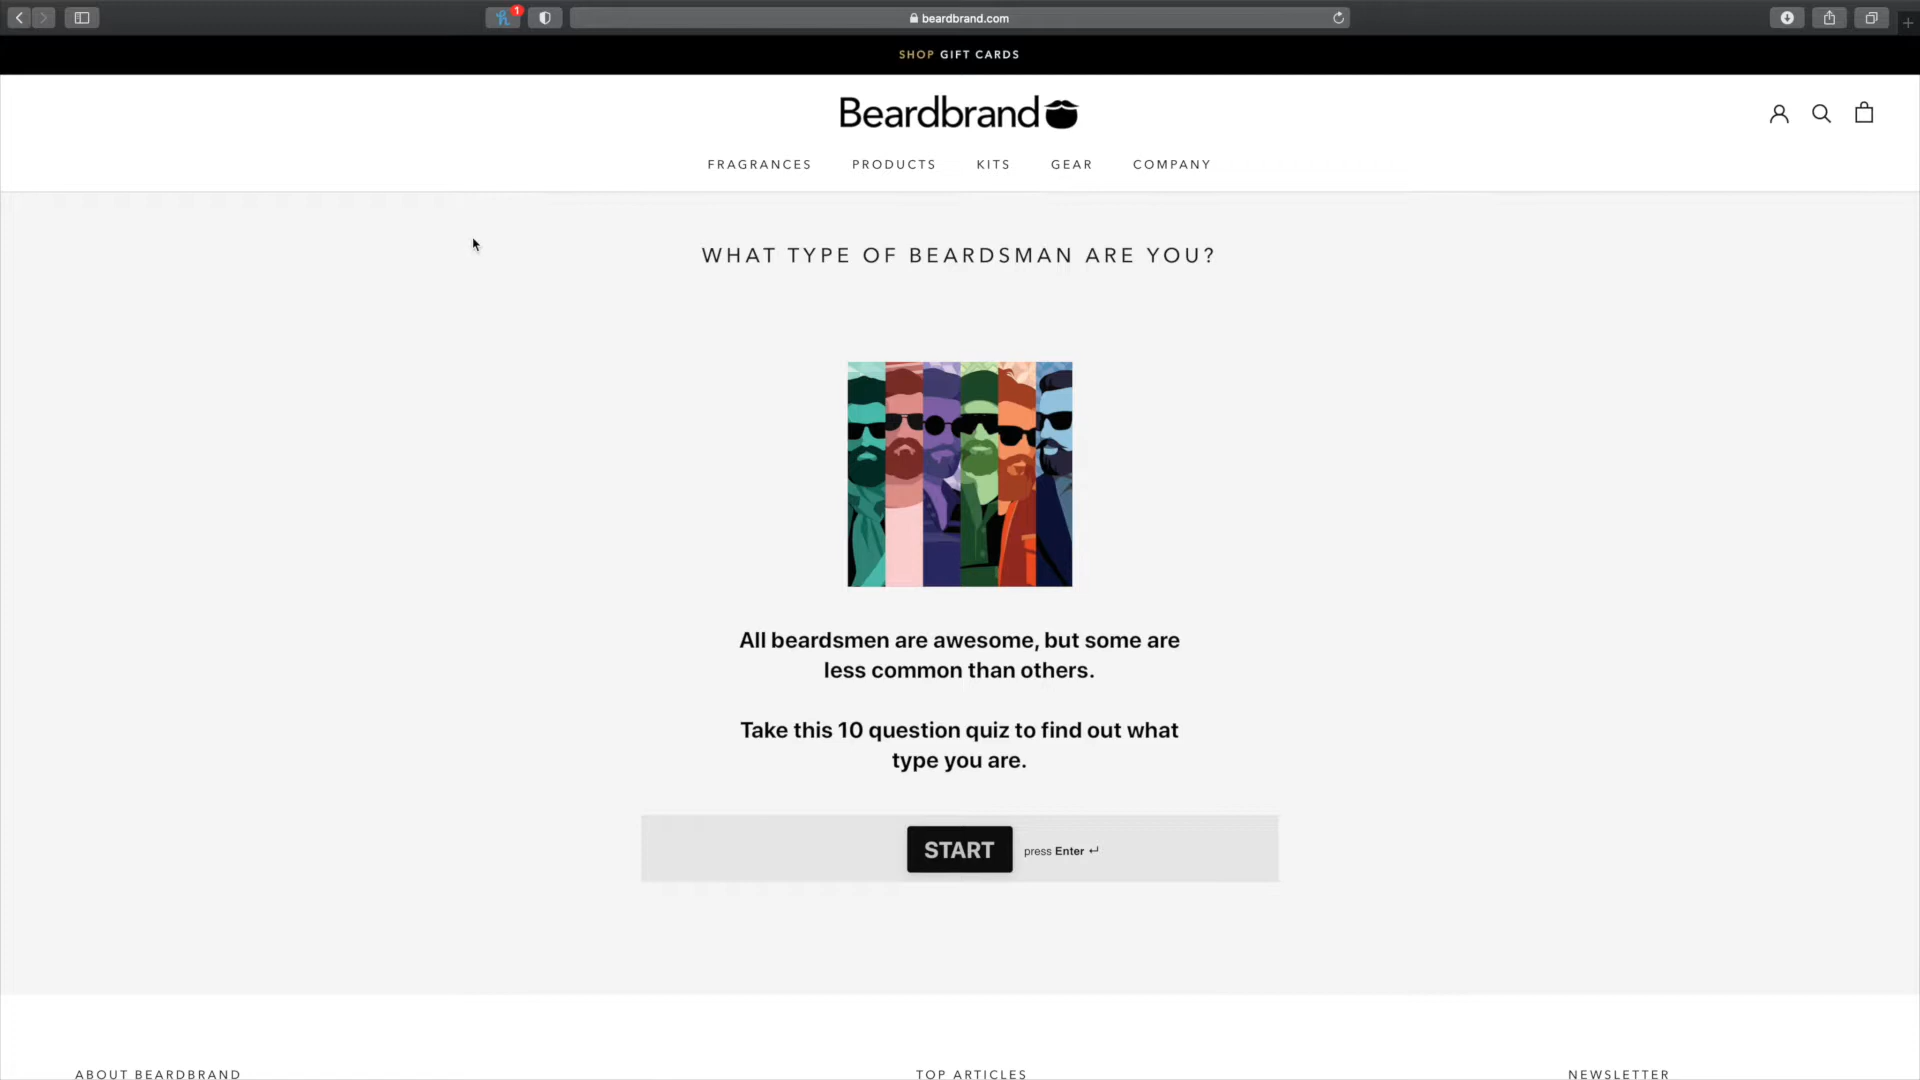 1
beardbrand.com
SHOP GIFT CARDS
Beardbrand
FRAGRANCES PRODUCTS KITS GEAR COMPANY
WHAT TYPE OF BEARDSMAN ARE YOU?
All beardsmen are awesome, but some are
less common than others.
Take this 10 question quiz to find out what
type you are.
START press Enter ↵
ABOUT BEARDBRAND TOP ARTICLES NEWSLETTER